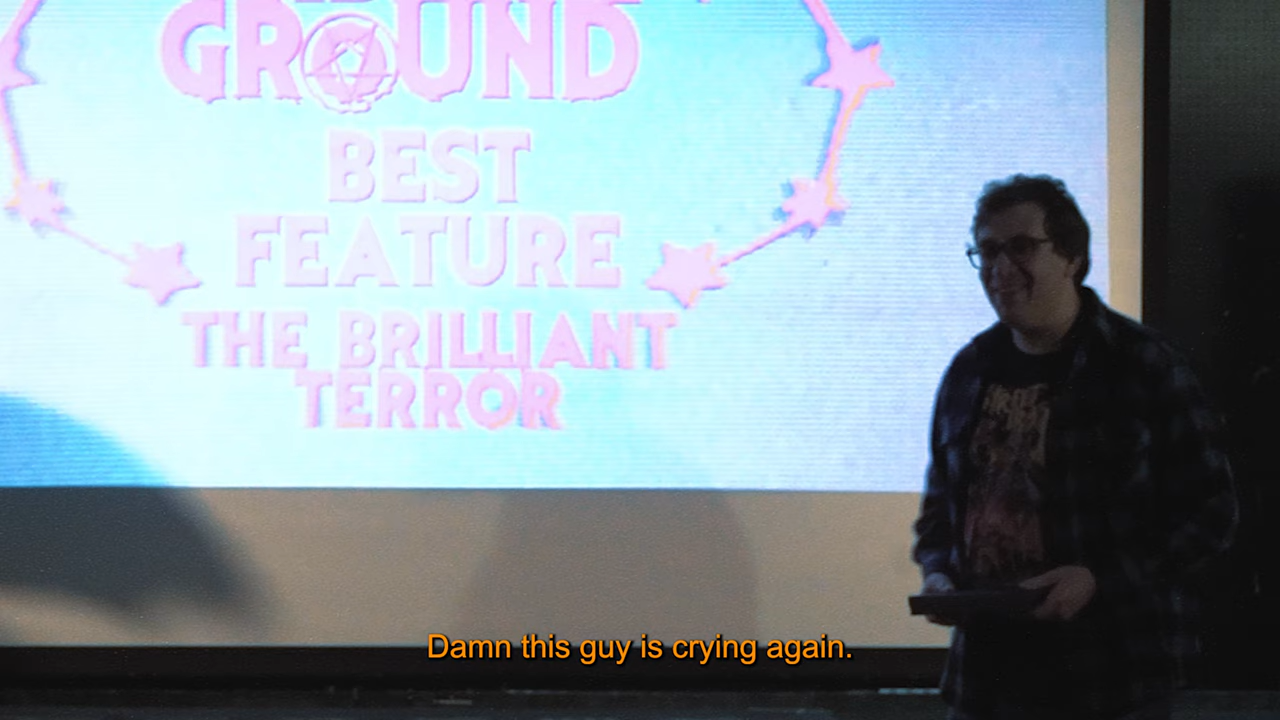 GROUND
BEST
FEATURE
THE BRILLIANT
TERROR
Damn this guy is crying again.